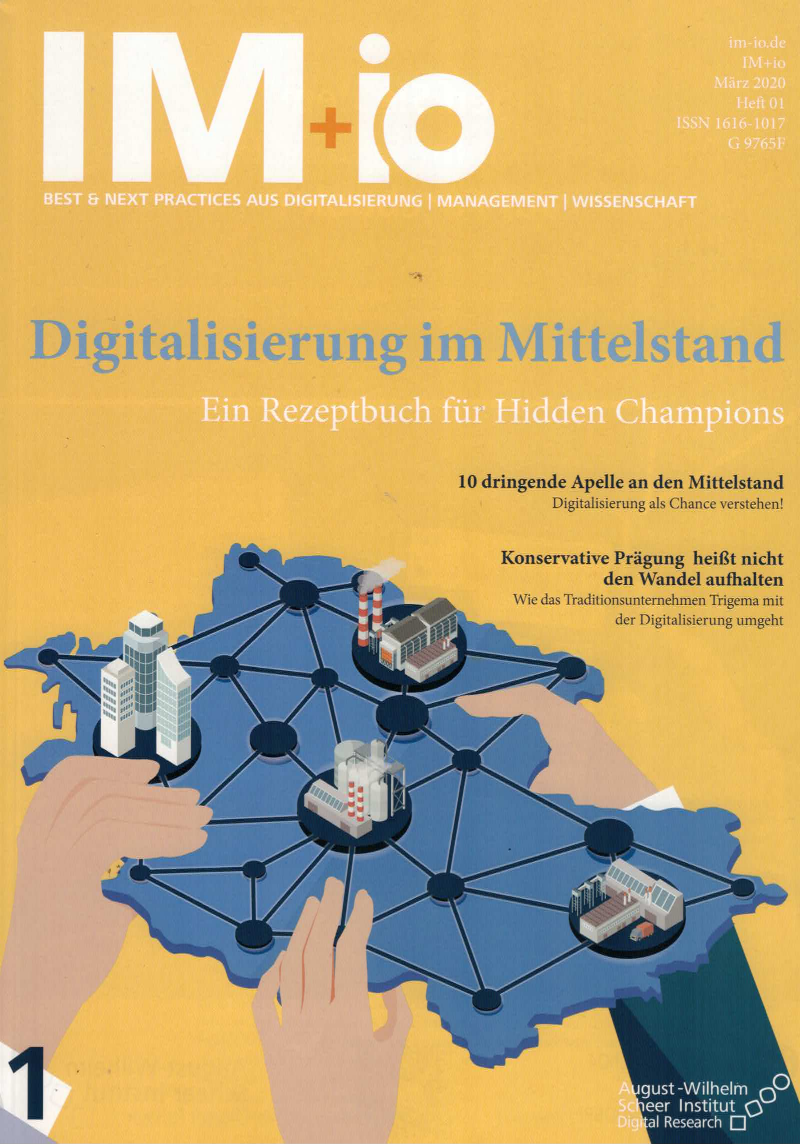 IM+io
im-io.de
IM+io
März 2020
Heft 01
ISSN 1616-1017
G 9765F
BEST & NEXT PRACTICES AUS DIGITALISIERUNG | MANAGEMENT | WISSENSCHAFT
Digitalisierung im Mittelstand
Ein Rezeptbuch für Hidden Champions
10 dringende Apelle an den Mittelstand
Digitalisierung als Chance verstehen!
Konservative Prägung heißt nicht
den Wandel aufhalten
Wie das Traditionsunternehmen Trigema mit
der Digitalisierung umgeht
1
August-Wilhelm
Scheer Institut
Digital Research